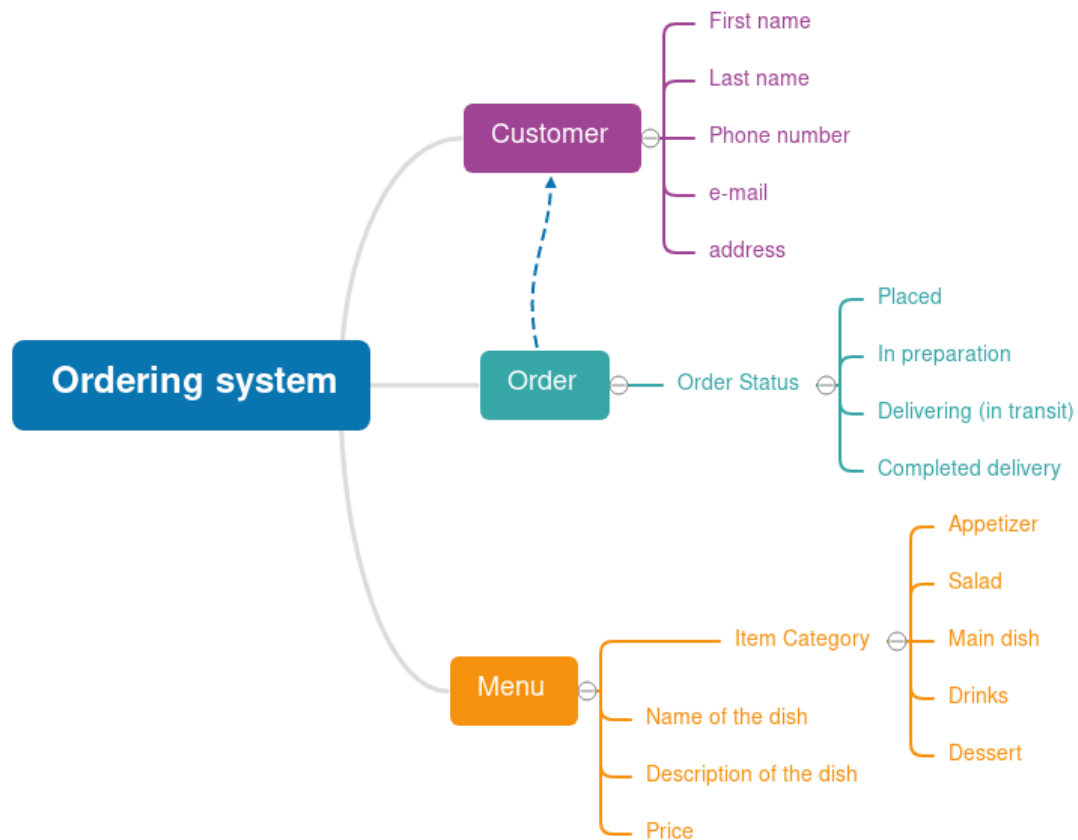 First name
Last name
Customer
Phone number
e-mail
address
Placed
In preparation
Ordering system
Order
Order Status
Delivering (in transit)
Completed delivery
Appetizer
Salad
Item Category
Main dish
Menu
Drinks
Name of the dish
Dessert
Description of the dish
Price